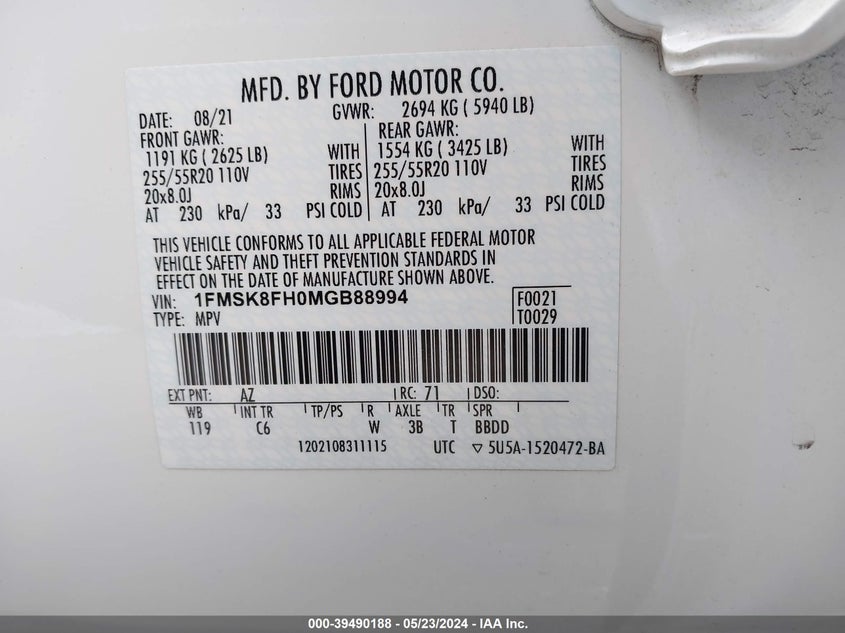 MFD. BY FORD MOTOR CO.
DATE: 08/21 GVWR: 2694 KG ( 5940 LB)
FRONT GAWR: REAR GAWR:
1191 KG ( 2625 LB) WITH 1554 KG ( 3425 LB) WITH
255/55R20 110V TIRES 255/55R20 110V TIRES
20x8.0J RIMS 20x8.0J RIMS
AT 230 kPa/ 33 PSI COLD AT 230 kPa/ 33 PSI COLD
THIS VEHICLE CONFORMS TO ALL APPLICABLE FEDERAL MOTOR
VEHICLE SAFETY AND THEFT PREVENTION STANDARDS IN
EFFECT ON THE DATE OF MANUFACTURE SHOWN ABOVE.
VIN: 1FMSK8FH0MGB88994 F0021
TYPE: MPV T0029
EXT PNT: AZ RC: 71 DSO:
WB INT TR TP/PS R AXLE TR SPR
119 C6 W 3B T BBDD
1202108311115 UTC ▽ 5U5A-1520472-BA
000-39490188 - 05/23/2024 - IAA Inc.